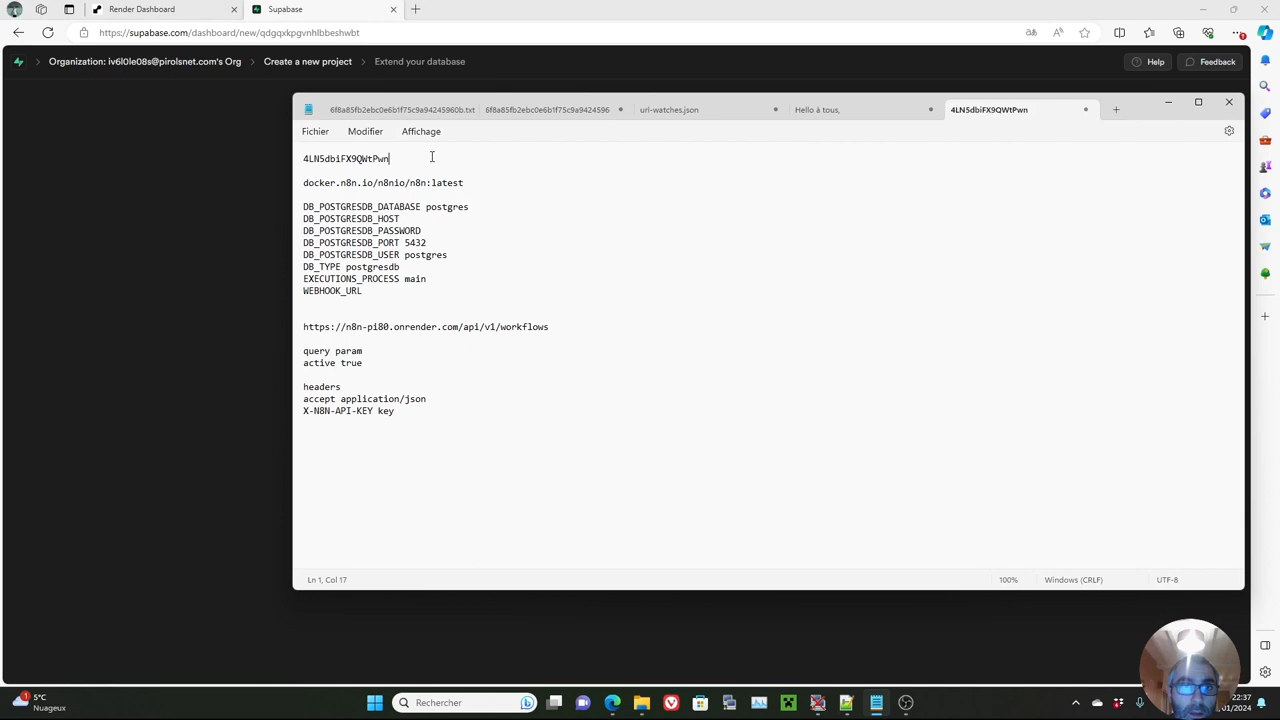 Render Dashboard
Supabase
https://supabase.com/dashboard/new/qdgqxkpgvnhlbbeshwbt
Organization: iv6l0le08s@pirolsnet.com's Org
Create a new project
Extend your database
Help
Feedback
6f8a85fb2ebc0e6b1f75c9a94245960b.txt
6f8a85fb2ebc0e6b1f75c9a9424596
url-watches.json
Hello à tous,
4LN5dbiFX9QWtPwn
Fichier
Modifier
Affichage
4LN5dbiFX9QWtPwn
docker.n8n.io/n8nio/n8n:latest
DB_POSTGRESDB_DATABASE postgres
DB_POSTGRESDB_HOST
DB_POSTGRESDB_PASSWORD
DB_POSTGRESDB_PORT 5432
DB_POSTGRESDB_USER postgres
DB_TYPE postgresdb
EXECUTIONS_PROCESS main
WEBHOOK_URL
https://n8n-pi80.onrender.com/api/v1/workflows
query param
active true
headers
accept application/json
X-N8N-API-KEY key
Ln 1, Col 17
100%
Windows (CRLF)
UTF-8
1
5°C
Nuageux
Rechercher
22:37